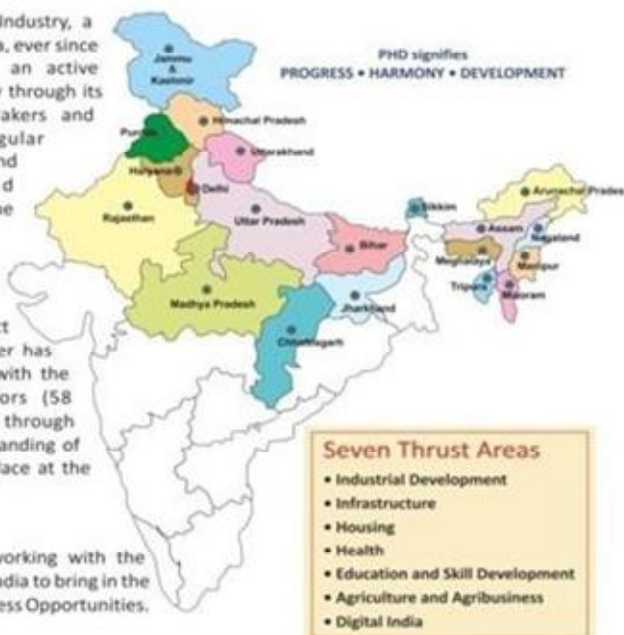 Industry, a
, ever since
an active
through its
akers and
gular
nd
d
e
ct
er has
with the
ors (58
through
anding of
lace at the
working with the
ndia to bring in the
ess Opportunities.
PHD signifies
PROGRESS • HARMONY • DEVELOPMENT
Jammu
&
Kashmir
Himachal Pradesh
Punjab
Uttarakhand
Haryana
Delhi
Rajasthan
Uttar Pradesh
Bihar
Sikkim
Arunachal Prades
Assam
Nagaland
Meghalaya
Manipur
Tripura
Mizoram
Madhya Pradesh
Jharkhand
Chhattisgarh
Seven Thrust Areas
• Industrial Development
• Infrastructure
• Housing
• Health
• Education and Skill Development
• Agriculture and Agribusiness
• Digital India